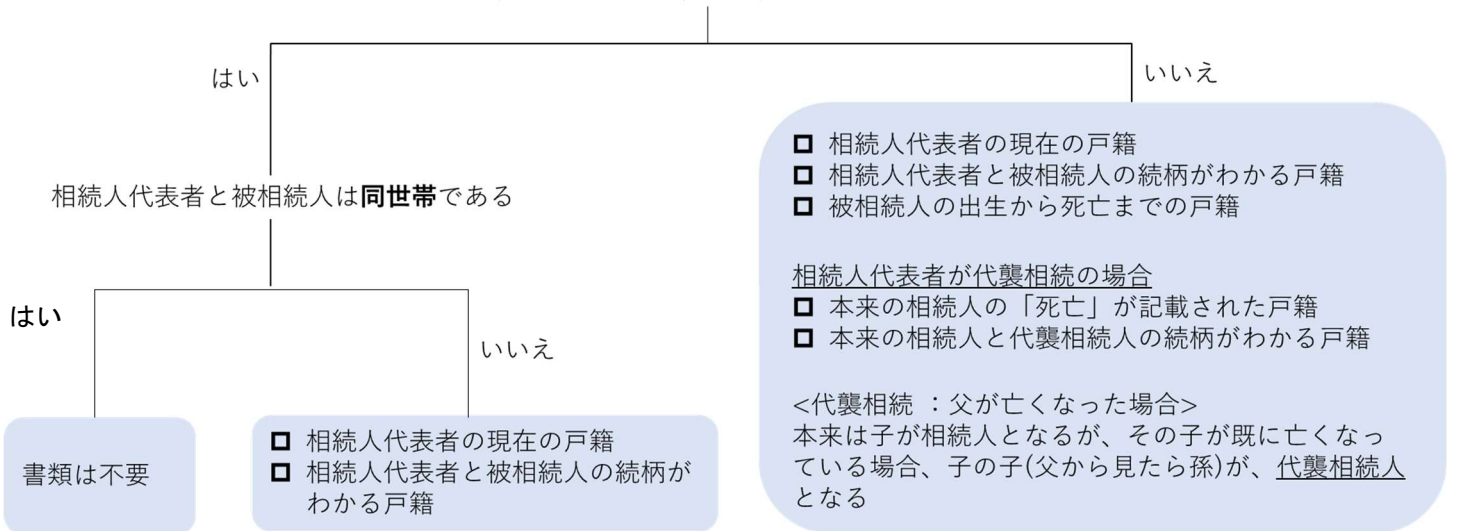 はい
いいえ
相続人代表者と被相続人は同世帯である
はい
いいえ
書類は不要
□ 相続人代表者の現在の戸籍
□ 相続人代表者と被相続人の続柄が
わかる戸籍
□ 相続人代表者の現在の戸籍
□ 相続人代表者と被相続人の続柄がわかる戸籍
□ 被相続人の出生から死亡までの戸籍
相続人代表者が代襲相続の場合
□ 本来の相続人の「死亡」が記載された戸籍
□ 本来の相続人と代襲相続人の続柄がわかる戸籍
<代襲相続 : 父が亡くなった場合>
本来は子が相続人となるが、その子が既に亡くなっ
ている場合、子の子(父から見たら孫)が、代襲相続人
となる